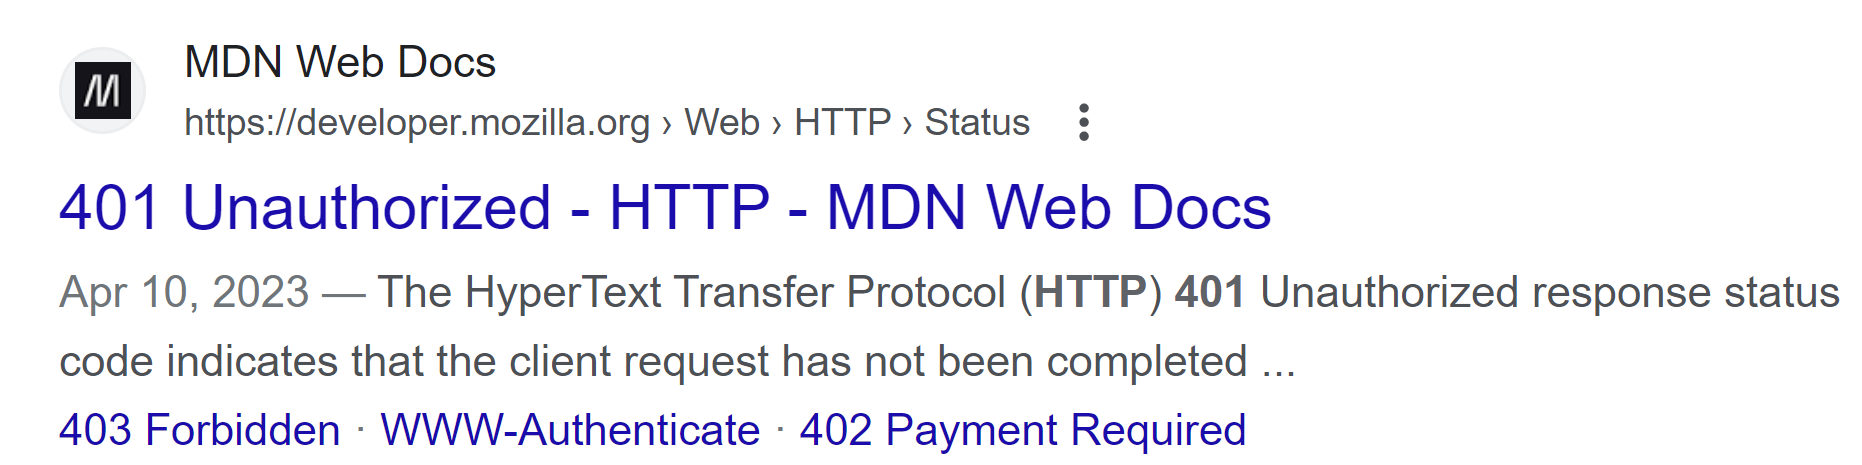 MDN Web Docs
https://developer.mozilla.org › Web › HTTP › Status
401 Unauthorized - HTTP - MDN Web Docs
Apr 10, 2023 — The HyperText Transfer Protocol (HTTP) 401 Unauthorized response status
code indicates that the client request has not been completed ...
403 Forbidden · WWW-Authenticate · 402 Payment Required